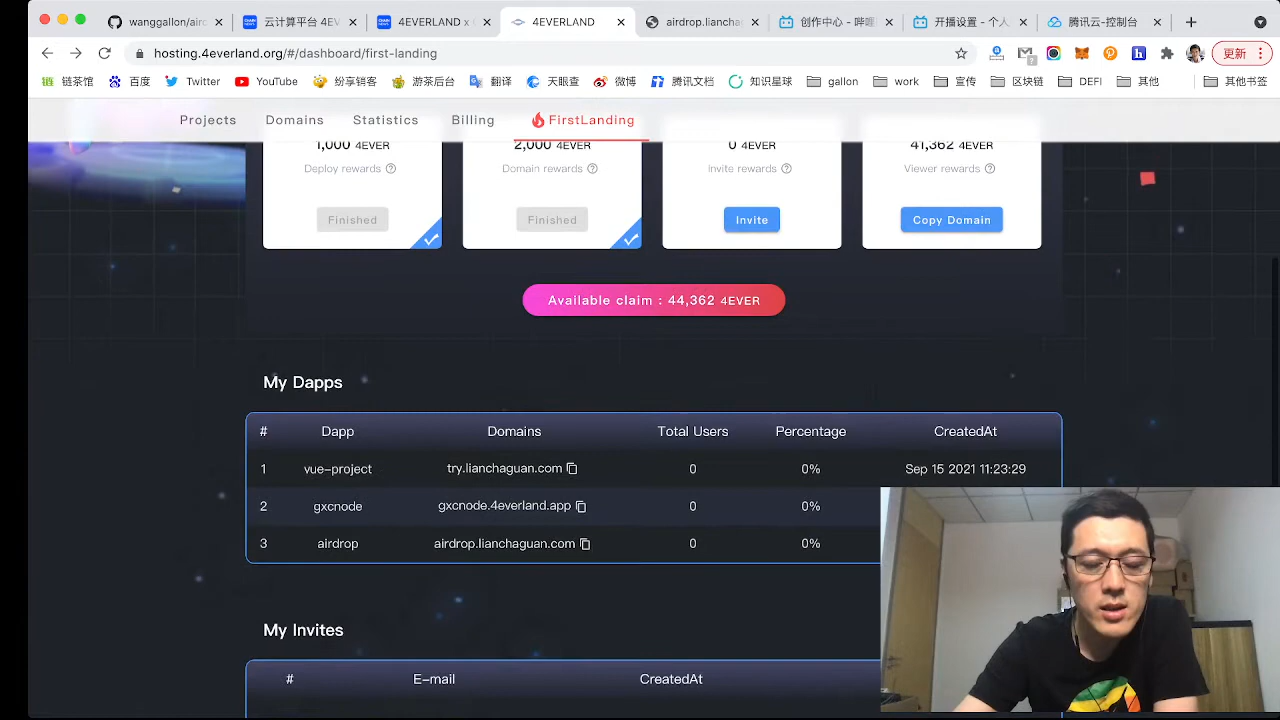 wanggallon/airc
云计算平台 4EV
4EVERLAND x
4EVERLAND
airdrop.lianch
创作中心 - 哔
开播设置 - 个人
腾讯云-控制台
hosting.4everland.org/#/dashboard/first-landing
更新
链茶馆
百度
Twitter
YouTube
纷享销客
游茶后台
翻译
天眼查
微博
腾讯文档
知识星球
gallon
work
宣传
区块链
DEFI
其他
其他书签
Projects
Domains
Statistics
Billing
FirstLanding
1,000 4EVER
2,000 4EVER
0 4EVER
41,362 4EVER
Deploy rewards ?
Domain rewards ?
Invite rewards ?
Viewer rewards ?
Finished
Finished
Invite
Copy Domain
Available claim : 44,362 4EVER
My Dapps
# Dapp Domains Total Users Percentage CreatedAt
1 vue-project try.lianchaguan.com 0 0% Sep 15 2021 11:23:29
2 gxcnode gxcnode.4everland.app 0 0%
3 airdrop airdrop.lianchaguan.com 0 0%
My Invites
# E-mail CreatedAt